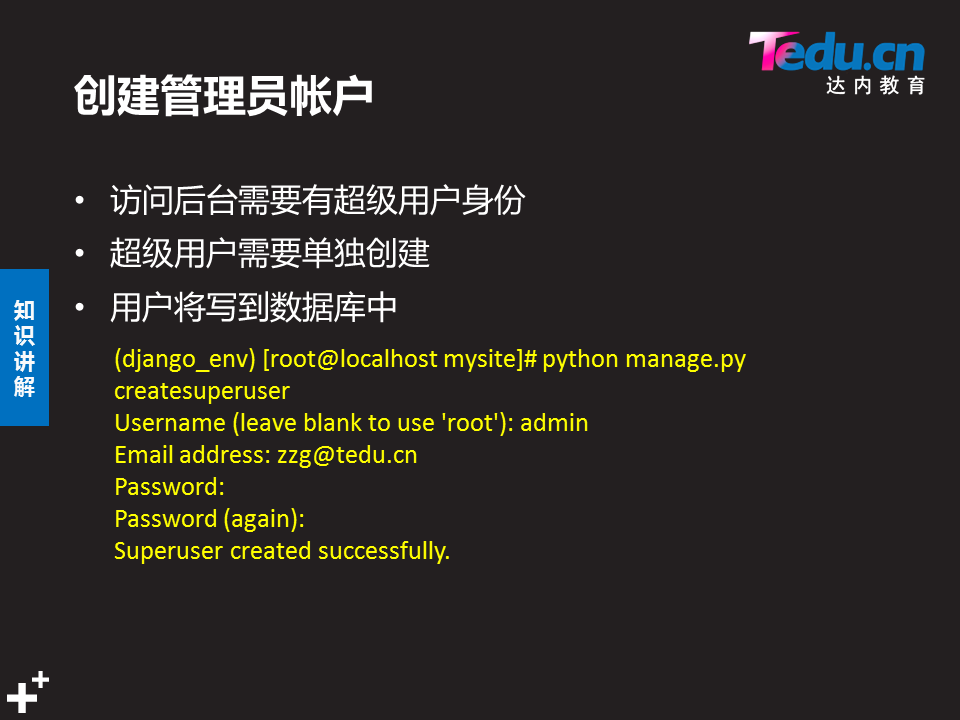 Tedu.cn
达内教育
创建管理员帐户
• 访问后台需要有超级用户身份
• 超级用户需要单独创建
• 用户将写到数据库中
知识讲解
(django_env) [root@localhost mysite]# python manage.py
createsuperuser
Username (leave blank to use 'root'): admin
Email address: zzg@tedu.cn
Password:
Password (again):
Superuser created successfully.